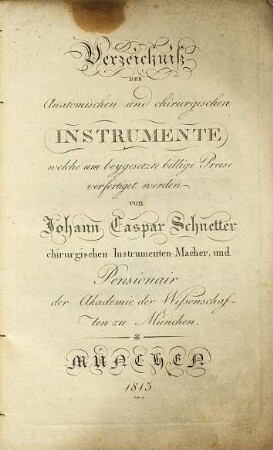 Verzeichniß
DER
Anatomischen und chirurgischen
INSTRUMENTE
welche um beygesetzte billige Preise
verfertiget werden
von
Johann Caspar Schnetter
chirurgischen Instrumenten-Macher, und
Pensionair
der Akademie der Wissenschaf-
ten zu München.
MÜNCHEN
1813